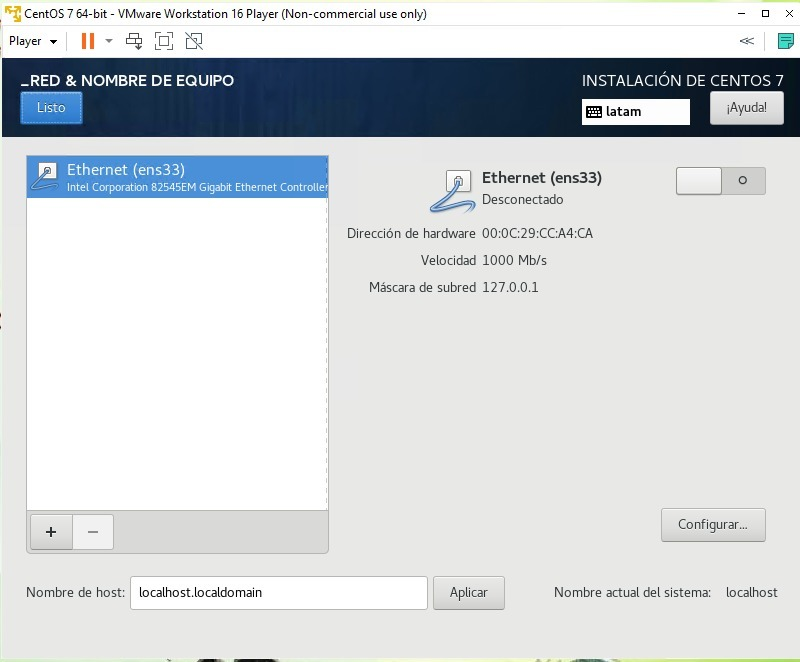 CentOS 7 64-bit - VMware Workstation 16 Player (Non-commercial use only)
Player
_RED & NOMBRE DE EQUIPO
INSTALACIÓN DE CENTOS 7
Listo
latam
¡Ayuda!
Ethernet (ens33)
Intel Corporation 82545EM Gigabit Ethernet Controller
Ethernet (ens33)
Desconectado
Dirección de hardware 00:0C:29:CC:A4:CA
Velocidad 1000 Mb/s
Máscara de subred 127.0.0.1
Configurar...
Nombre de host: localhost.localdomain Aplicar Nombre actual del sistema: localhost